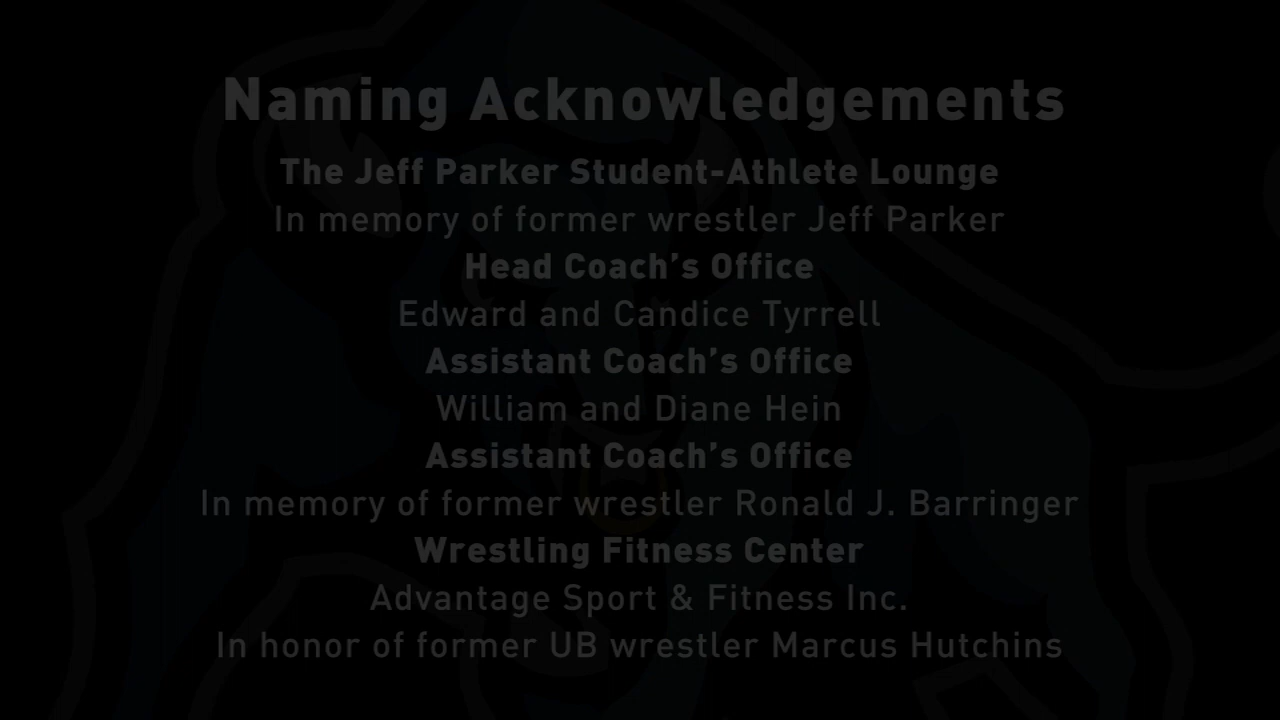 Naming Acknowledgements
The Jeff Parker Student-Athlete Lounge
In memory of former wrestler Jeff Parker
Head Coach’s Office
Edward and Candice Tyrrell
Assistant Coach’s Office
William and Diane Hein
Assistant Coach’s Office
In memory of former wrestler Ronald J. Barringer
Wrestling Fitness Center
Advantage Sport & Fitness Inc.
In honor of former UB wrestler Marcus Hutchins